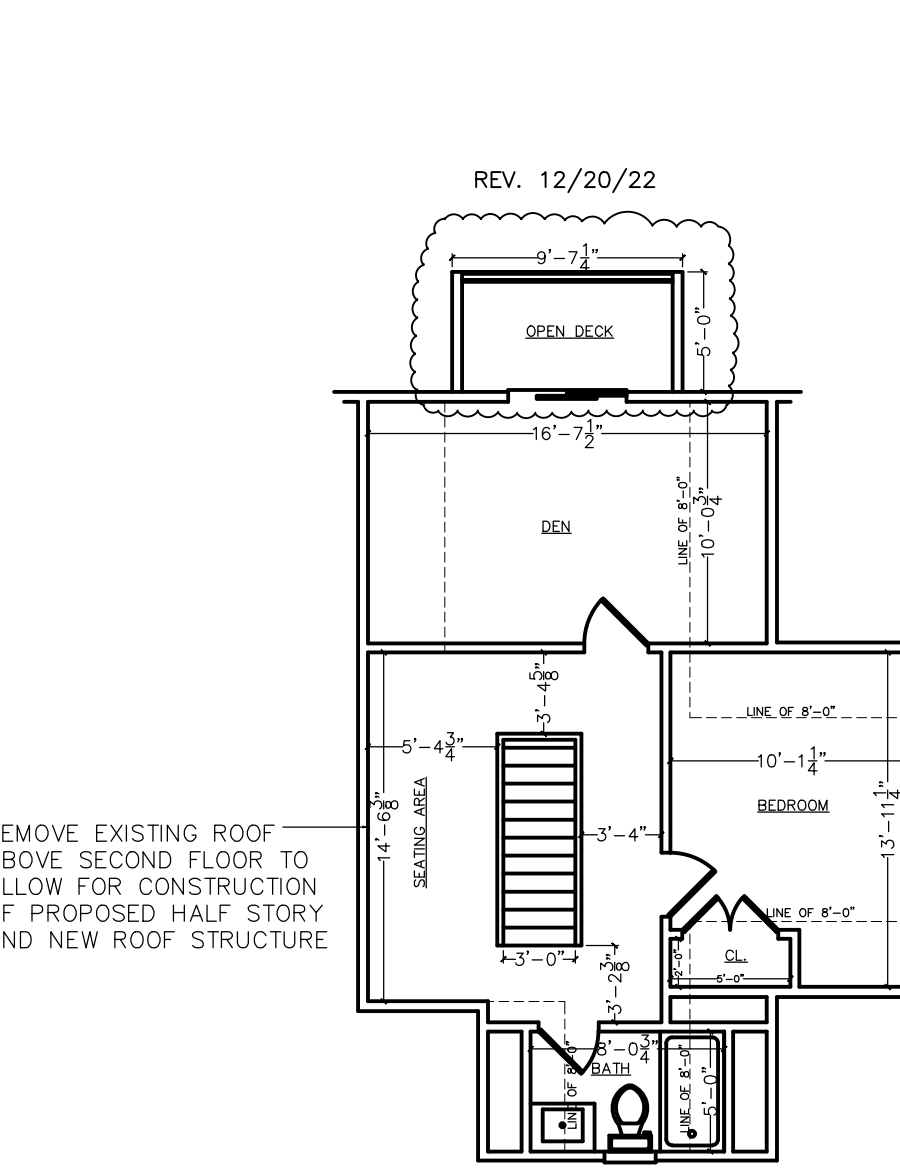 REV. 12/20/22
9'-7 1/4"
OPEN DECK
5'-0"
16'-7 1/2"
LINE OF 8'-0"
10'-0 3/4"
DEN
3'-4 5/8"
LINE OF 8'-0"
5'-4 3/4"
10'-1 1/4"
SEATING AREA
14'-6 3/8"
BEDROOM
13'-11 1/4"
3'-4"
EMOVE EXISTING ROOF
BOVE SECOND FLOOR TO
LLOW FOR CONSTRUCTION
F PROPOSED HALF STORY
ND NEW ROOF STRUCTURE
LINE OF 8'-0"
3'-0"
3'-2 3/8"
2'-0"
CL.
5'-0"
8'-0 3/4"
BATH
LINE OF 8'-0"
LINE OF 8'-0"
5'-0"